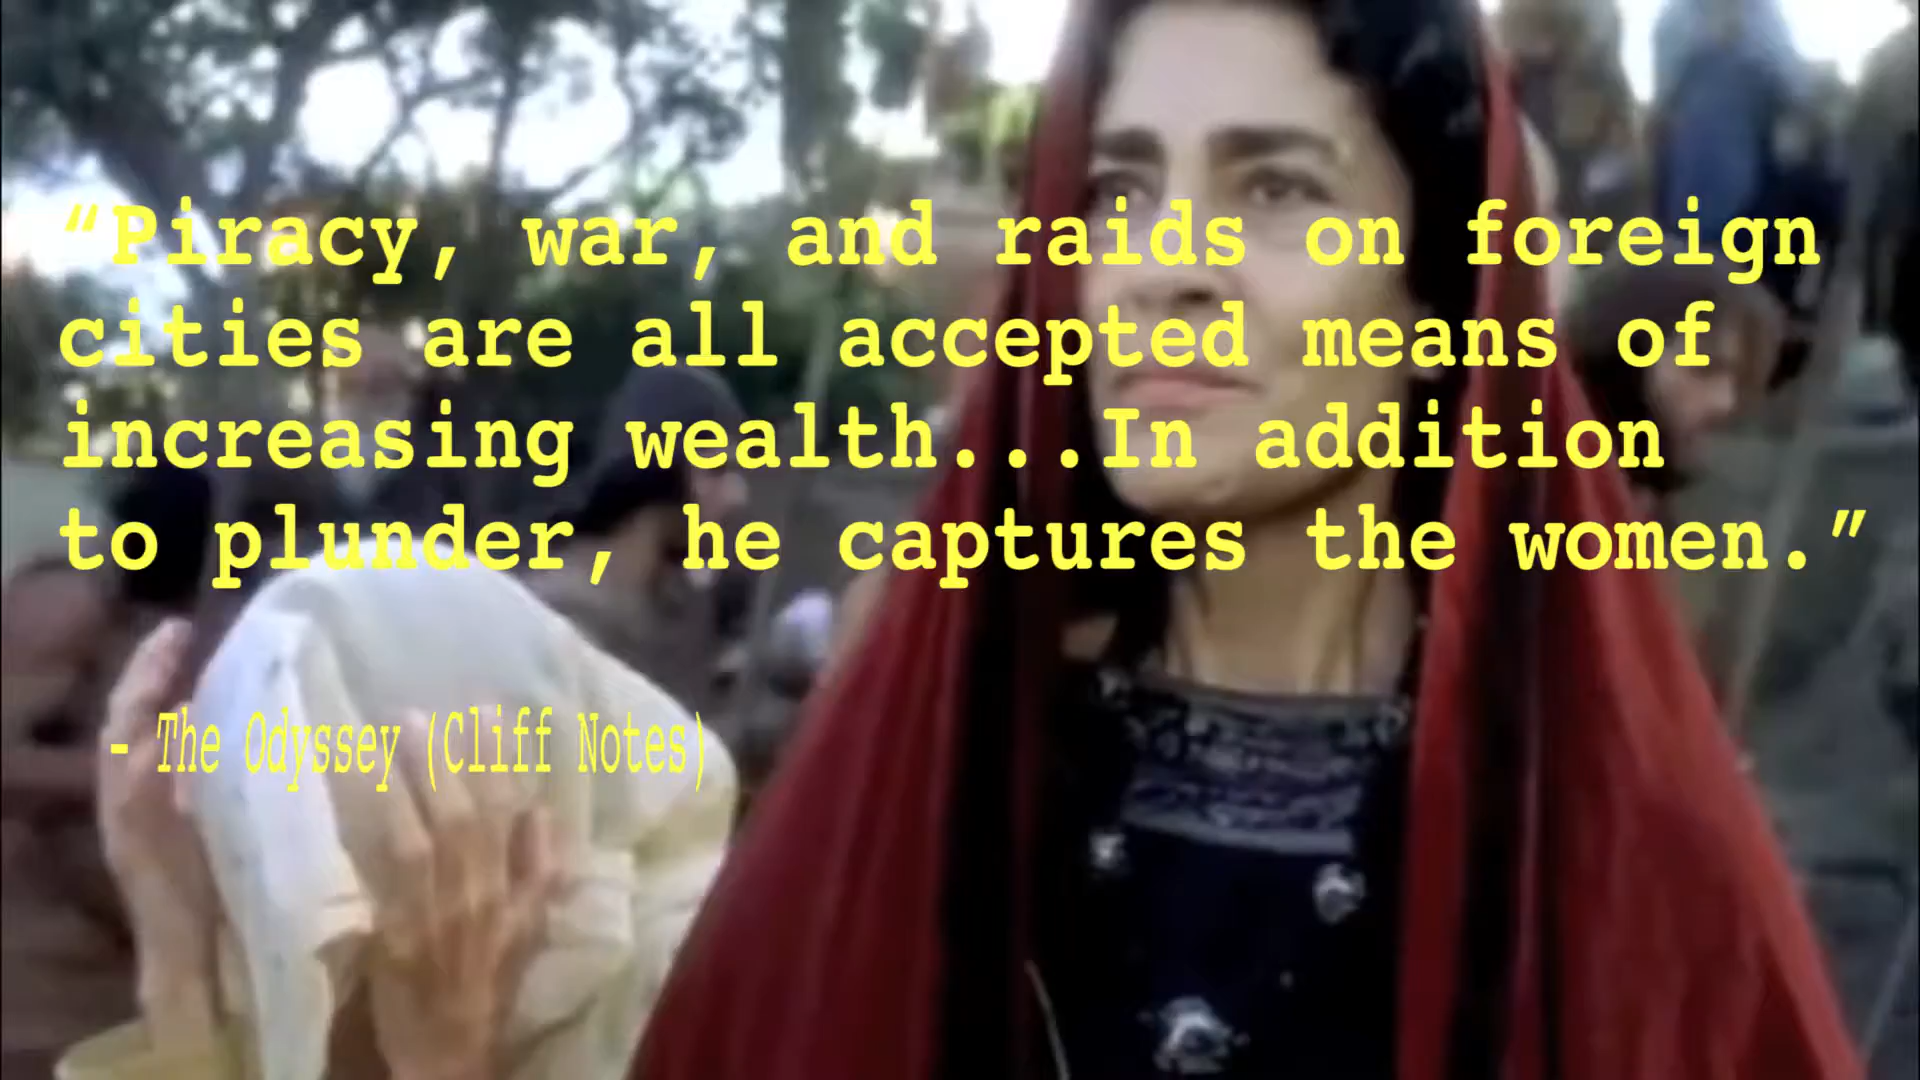 “Piracy, war, and raids on foreign
cities are all accepted means of
increasing wealth...In addition
to plunder, he captures the women.”
- The Odyssey (Cliff Notes)